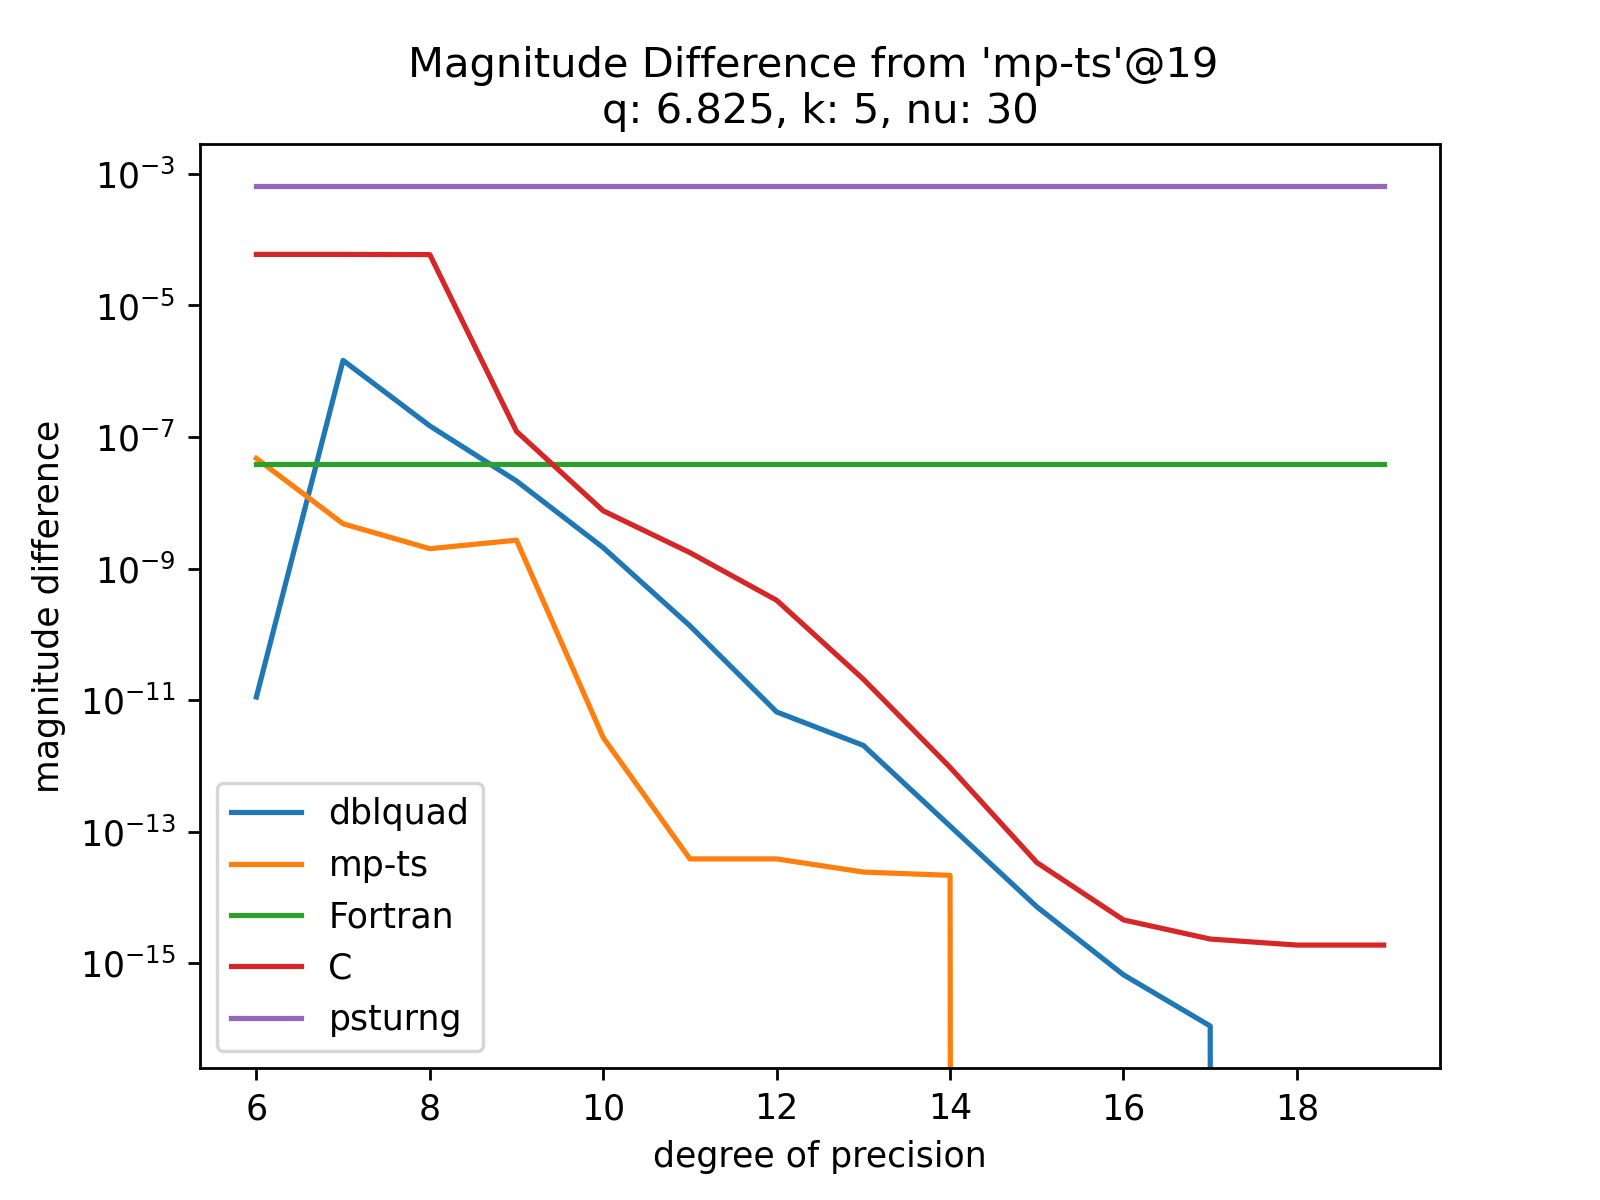 Magnitude Difference from 'mp-ts'@19
q: 6.825, k: 5, nu: 30
magnitude difference
10⁻³
10⁻⁵
10⁻⁷
10⁻⁹
10⁻¹¹
10⁻¹³
10⁻¹⁵
dblquad
mp-ts
Fortran
C
psturng
6 8 10 12 14 16 18
degree of precision